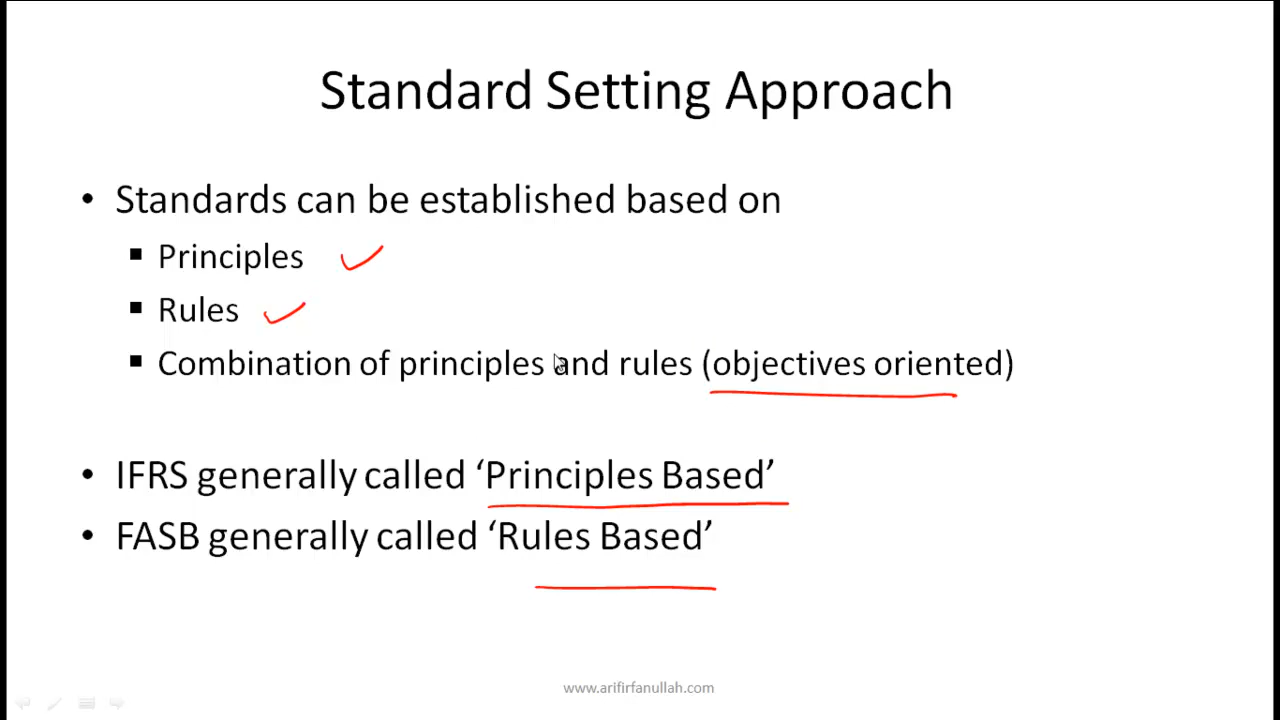 Standard Setting Approach
• Standards can be established based on
▪ Principles
▪ Rules
▪ Combination of principles and rules (objectives oriented)
• IFRS generally called ‘Principles Based’
• FASB generally called ‘Rules Based’
www.arifirfanullah.com